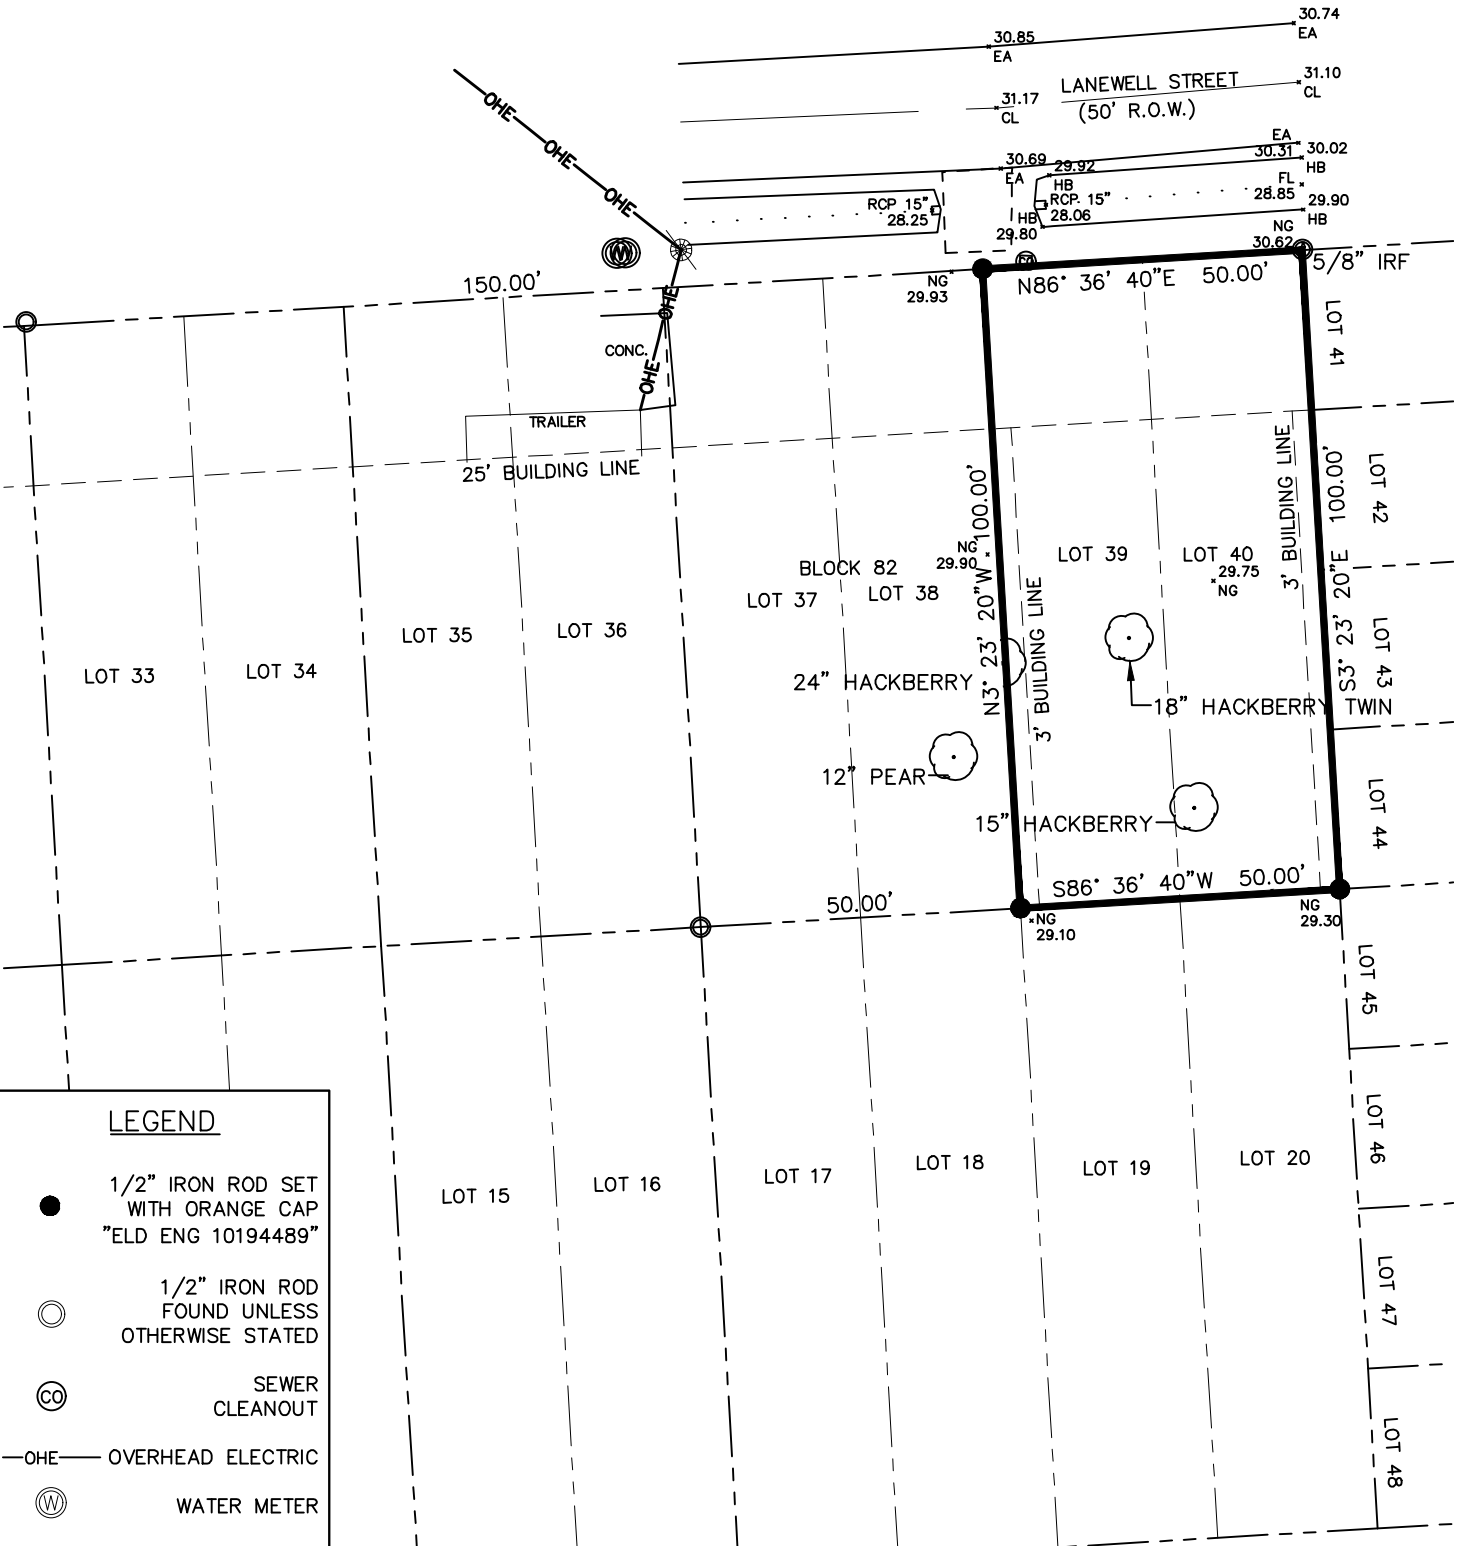 30.74
EA
30.85
EA
31.10
CL
LANEWELL STREET
(50' R.O.W.)
31.17
CL
OHE
OHE
OHE
EA
30.31
30.02
HB
30.69
EA
29.92
HB
FL
28.85
29.90
HB
RCP 15"
28.25
RCP. 15"
28.06
HB
29.80
NG
30.62
CO
W
5/8" IRF
150.00'
NG
29.93
N86° 36' 40"E 50.00'
OHE
OHE
CONC.
TRAILER
25' BUILDING LINE
LOT 41
LOT 42
LOT 43
LOT 44
N3° 23' 20"W 100.00'
3' BUILDING LINE
3' BUILDING LINE
S3° 23' 20"E 100.00'
NG
29.90
LOT 39
LOT 40
29.75
NG
BLOCK 82
LOT 37
LOT 38
LOT 36
LOT 35
LOT 34
LOT 33
24" HACKBERRY
18" HACKBERRY TWIN
12" PEAR
15" HACKBERRY
S86° 36' 40"W 50.00'
50.00'
NG
29.10
NG
29.30
LOT 45
LOT 46
LOT 47
LOT 48
LOT 15
LOT 16
LOT 17
LOT 18
LOT 19
LOT 20
LEGEND
1/2" IRON ROD SET
WITH ORANGE CAP
"ELD ENG 10194489"
1/2" IRON ROD
FOUND UNLESS
OTHERWISE STATED
CO
SEWER
CLEANOUT
OHE
OVERHEAD ELECTRIC
W
WATER METER